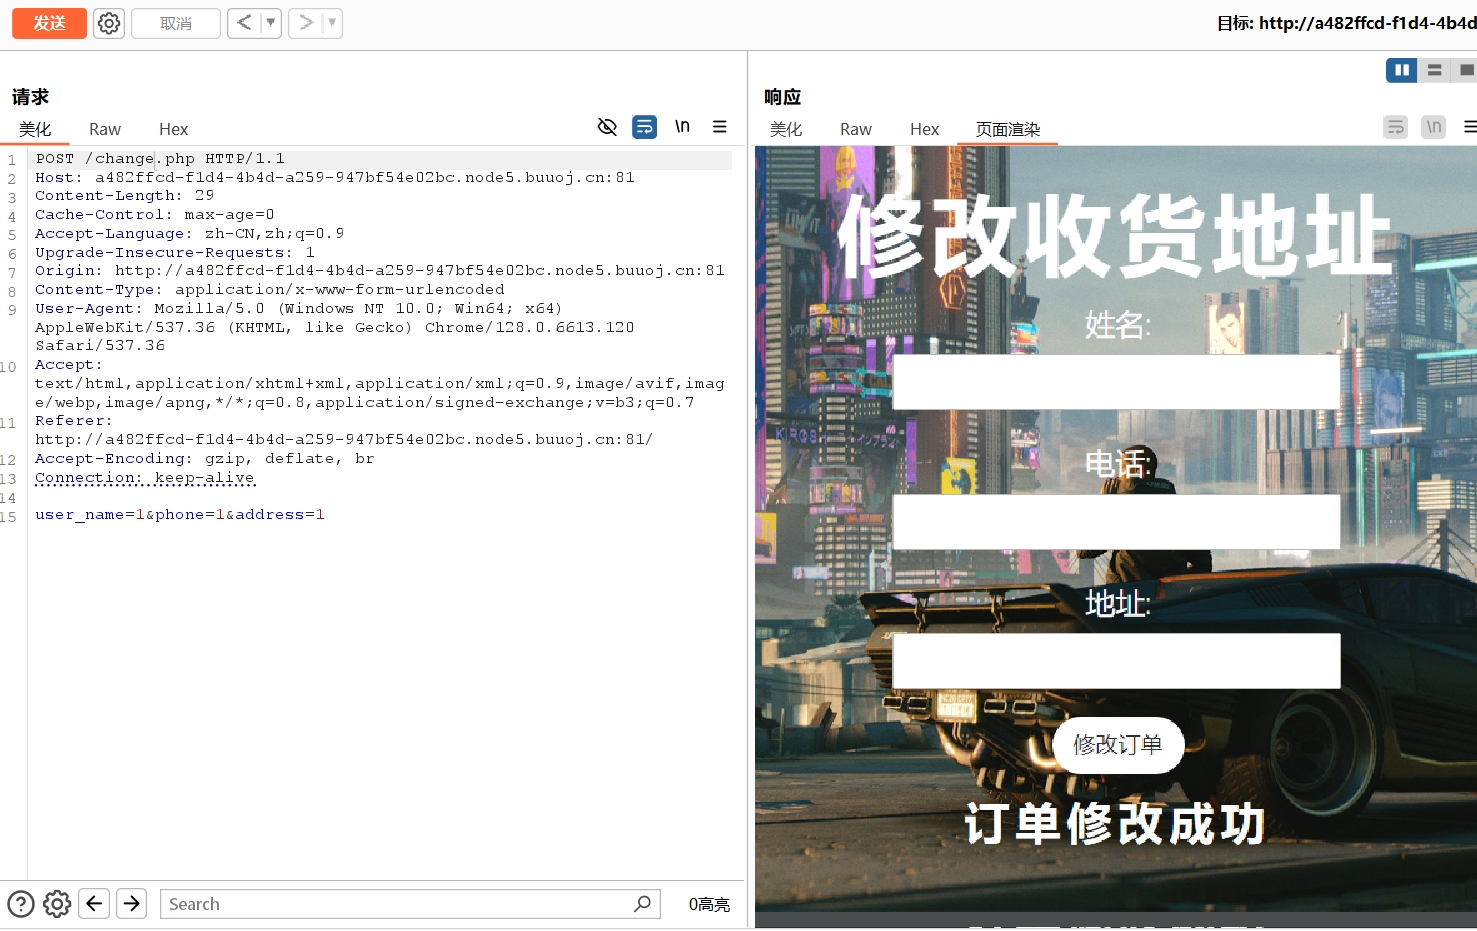 发送
取消
目标: http://a482ffcd-f1d4-4b4d
请求
美化 Raw Hex
\n
1 POST /change.php HTTP/1.1
2 Host: a482ffcd-f1d4-4b4d-a259-947bf54e02bc.node5.buuoj.cn:81
3 Content-Length: 29
4 Cache-Control: max-age=0
5 Accept-Language: zh-CN,zh;q=0.9
6 Upgrade-Insecure-Requests: 1
7 Origin: http://a482ffcd-f1d4-4b4d-a259-947bf54e02bc.node5.buuoj.cn:81
8 Content-Type: application/x-www-form-urlencoded
9 User-Agent: Mozilla/5.0 (Windows NT 10.0; Win64; x64)
AppleWebKit/537.36 (KHTML, like Gecko) Chrome/128.0.6613.120
Safari/537.36
10 Accept:
text/html,application/xhtml+xml,application/xml;q=0.9,image/avif,imag
e/webp,image/apng,*/*;q=0.8,application/signed-exchange;v=b3;q=0.7
11 Referer:
http://a482ffcd-f1d4-4b4d-a259-947bf54e02bc.node5.buuoj.cn:81/
12 Accept-Encoding: gzip, deflate, br
13 Connection: keep-alive
14
15 user_name=1&phone=1&address=1
Search
0高亮
响应
美化 Raw Hex 页面渲染
\n
修改收货地址
姓名:
电话:
地址:
修改订单
订单修改成功